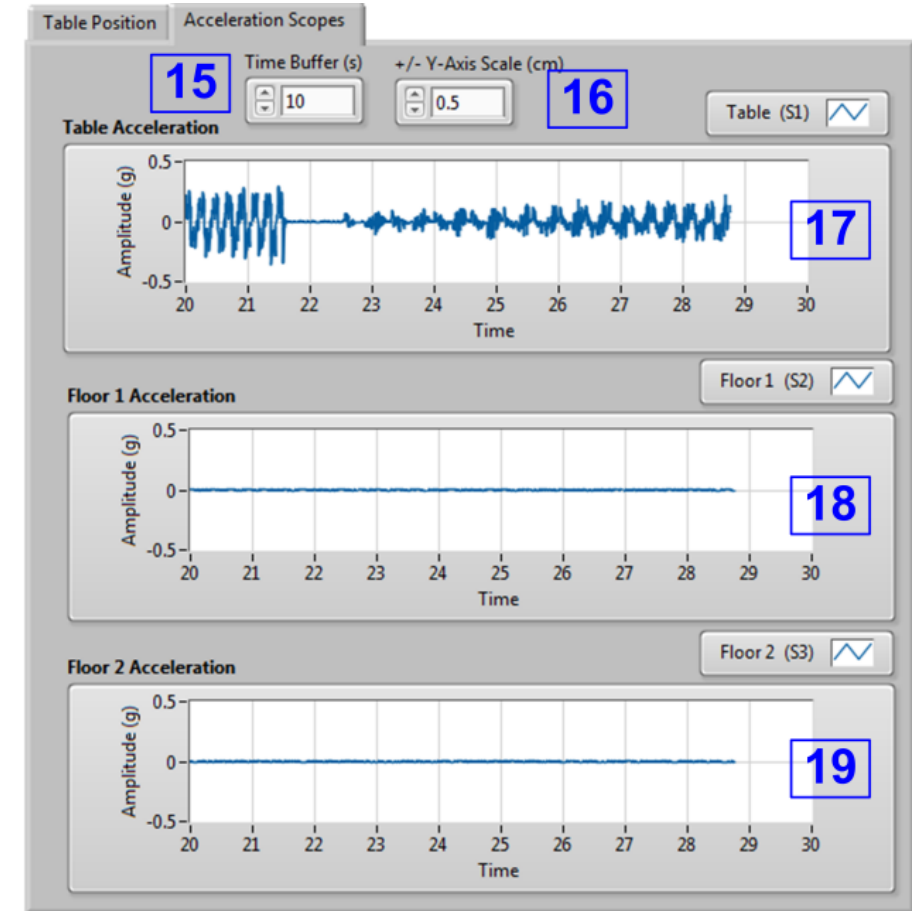 Table Position Acceleration Scopes
15 Time Buffer (s) +/- Y-Axis Scale (cm) 16
10 0.5
Table (S1)
Table Acceleration
Amplitude (g)
0.5
0
-0.5
20 21 22 23 24 25 26 27 28 29 30
Time
17
Floor 1 (S2)
Floor 1 Acceleration
Amplitude (g)
0.5
0
-0.5
20 21 22 23 24 25 26 27 28 29 30
Time
18
Floor 2 (S3)
Floor 2 Acceleration
Amplitude (g)
0.5
0
-0.5
20 21 22 23 24 25 26 27 28 29 30
Time
19